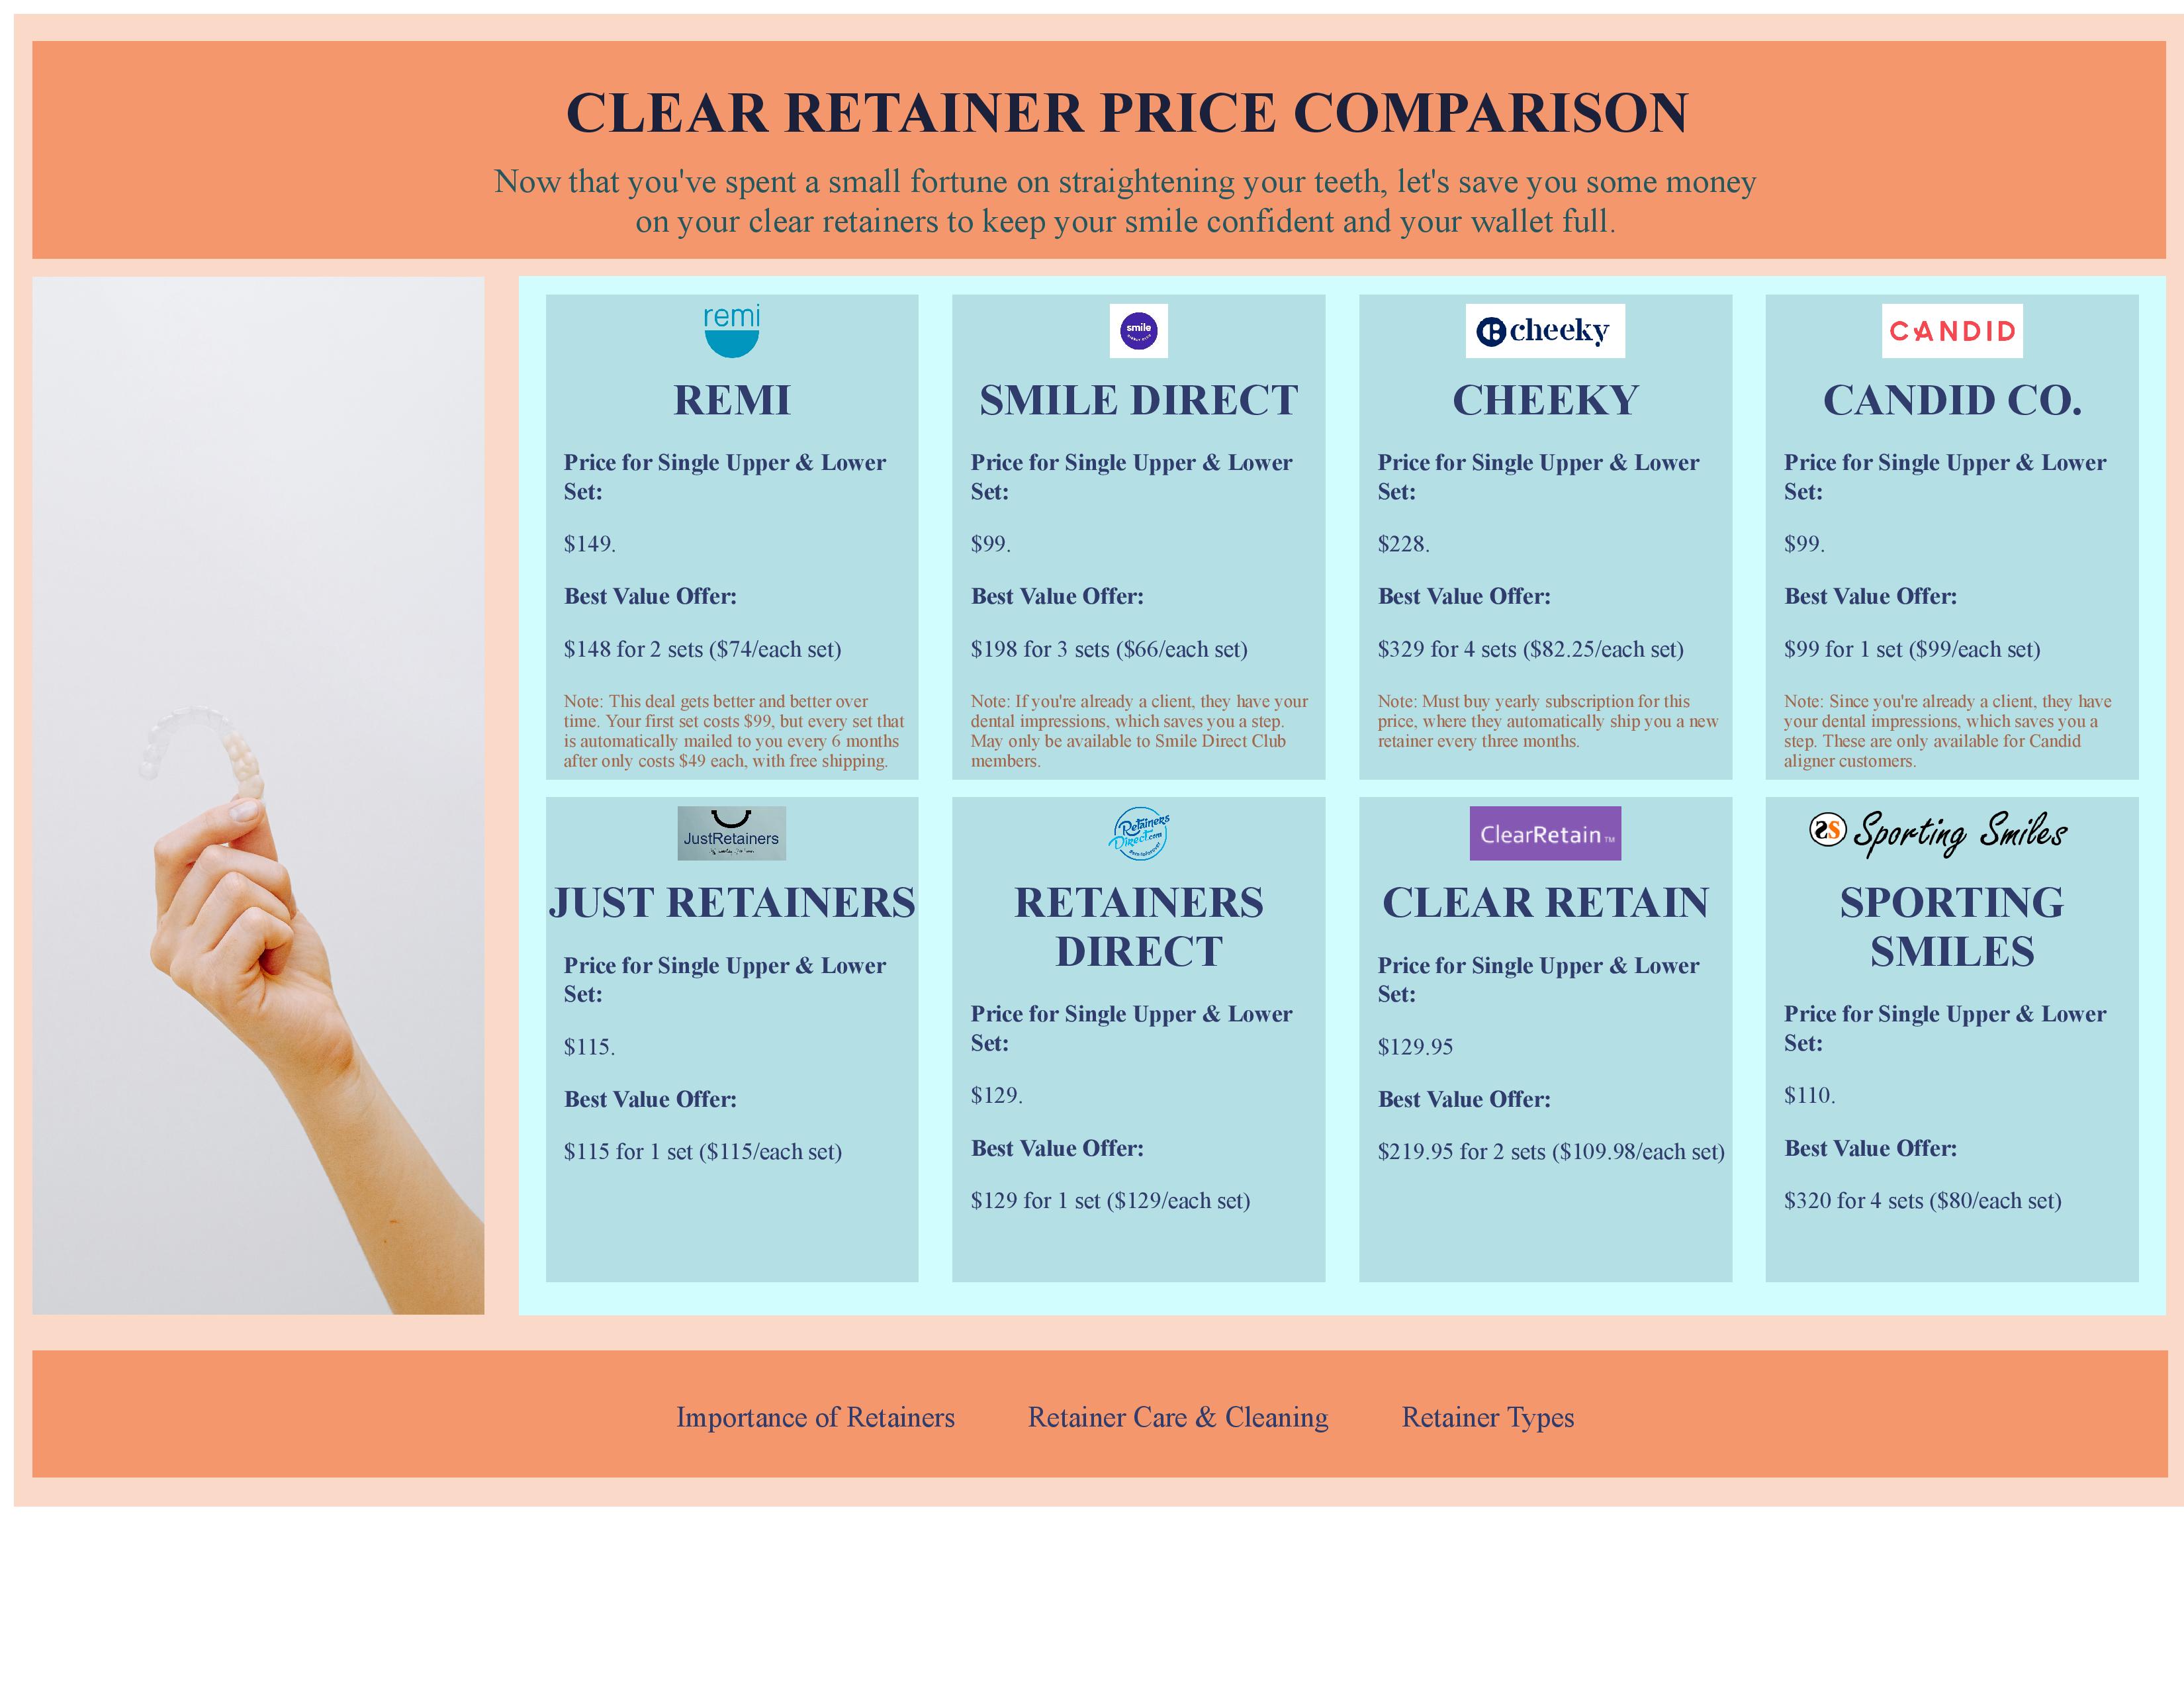 CLEAR RETAINER PRICE COMPARISON
Now that you've spent a small fortune on straightening your teeth, let's save you some money
on your clear retainers to keep your smile confident and your wallet full.
remi
REMI
Price for Single Upper & Lower
Set:
$149.
Best Value Offer:
$148 for 2 sets ($74/each set)
Note: This deal gets better and better over
time. Your first set costs $99, but every set that
is automatically mailed to you every 6 months
after only costs $49 each, with free shipping.
smile
SMILE DIRECT
Price for Single Upper & Lower
Set:
$99.
Best Value Offer:
$198 for 3 sets ($66/each set)
Note: If you're already a client, they have your
dental impressions, which saves you a step.
May only be available to Smile Direct Club
members.
cheeky
CHEEKY
Price for Single Upper & Lower
Set:
$228.
Best Value Offer:
$329 for 4 sets ($82.25/each set)
Note: Must buy yearly subscription for this
price, where they automatically ship you a new
retainer every three months.
CANDID
CANDID CO.
Price for Single Upper & Lower
Set:
$99.
Best Value Offer:
$99 for 1 set ($99/each set)
Note: Since you're already a client, they have
your dental impressions, which saves you a
step. These are only available for Candid
aligner customers.
JustRetainers
JUST RETAINERS
Price for Single Upper & Lower
Set:
$115.
Best Value Offer:
$115 for 1 set ($115/each set)
Retainers
Direct.com
RETAINERS
DIRECT
Price for Single Upper & Lower
Set:
$129.
Best Value Offer:
$129 for 1 set ($129/each set)
ClearRetain™
CLEAR RETAIN
Price for Single Upper & Lower
Set:
$129.95
Best Value Offer:
$219.95 for 2 sets ($109.98/each set)
SS Sporting Smiles
SPORTING
SMILES
Price for Single Upper & Lower
Set:
$110.
Best Value Offer:
$320 for 4 sets ($80/each set)
Importance of Retainers
Retainer Care & Cleaning
Retainer Types